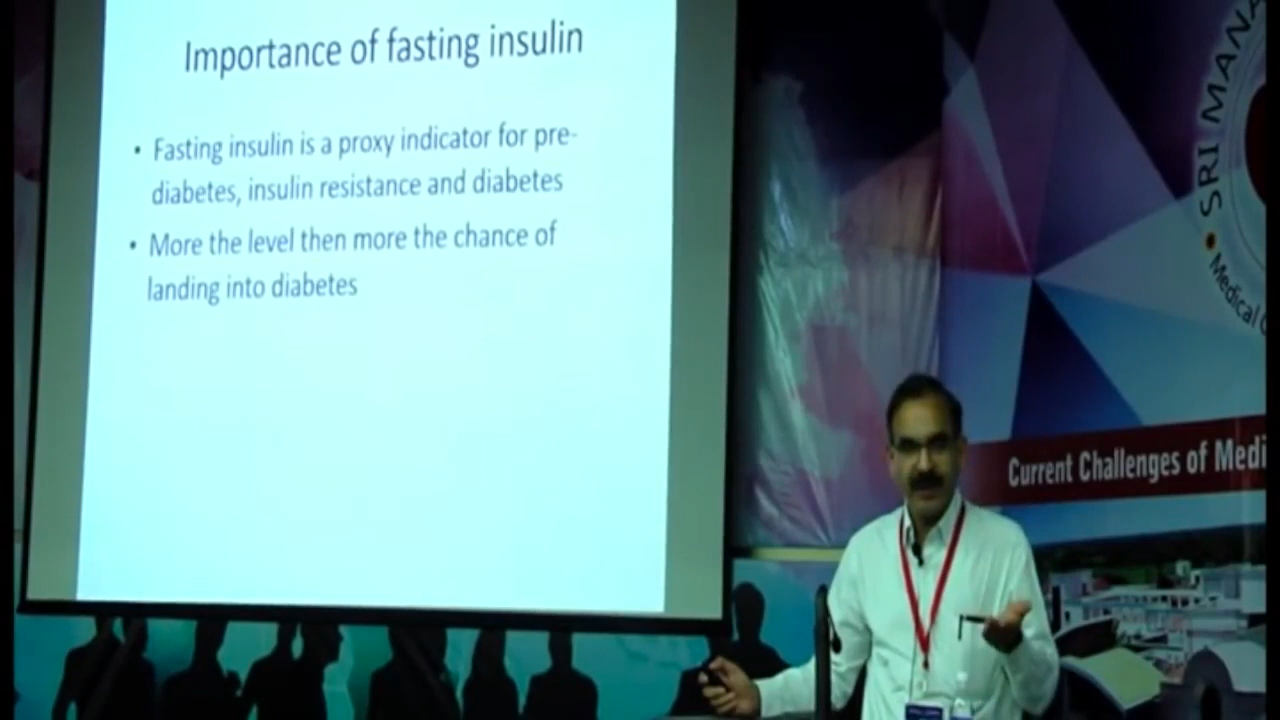 Importance of fasting insulin
• Fasting insulin is a proxy indicator for pre-
diabetes, insulin resistance and diabetes
• More the level then more the chance of
landing into diabetes
SRI MANA
• Medical
Current Challenges of Medi